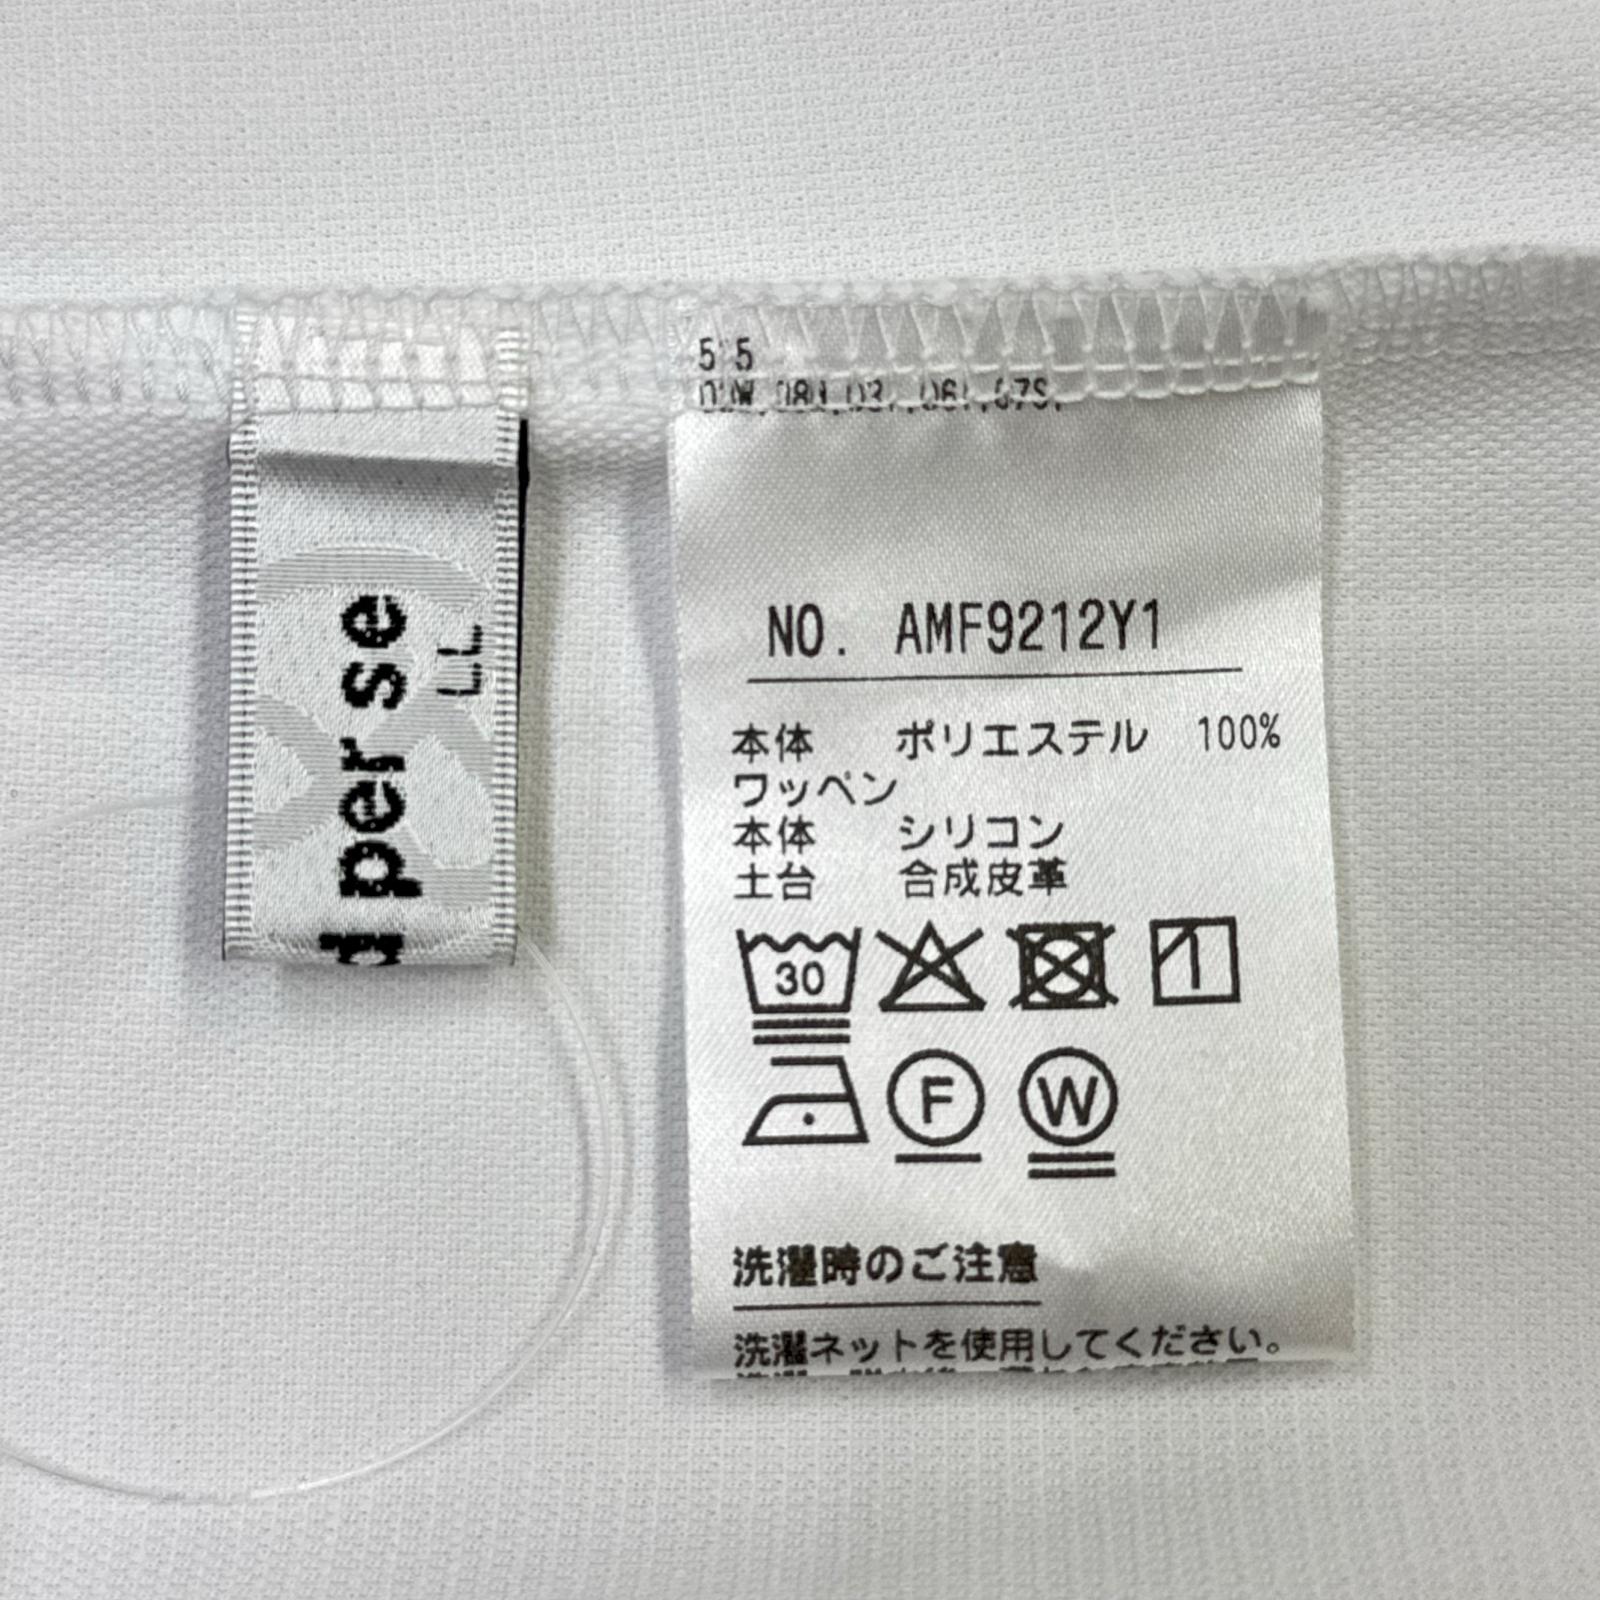 per se
LL
5 5
NO. AMF9212Y1
本体 ポリエステル 100%
ワッペン
本体 シリコン
土台 合成皮革
30
1
F
W
洗濯時のご注意
洗濯ネットを使用してください。